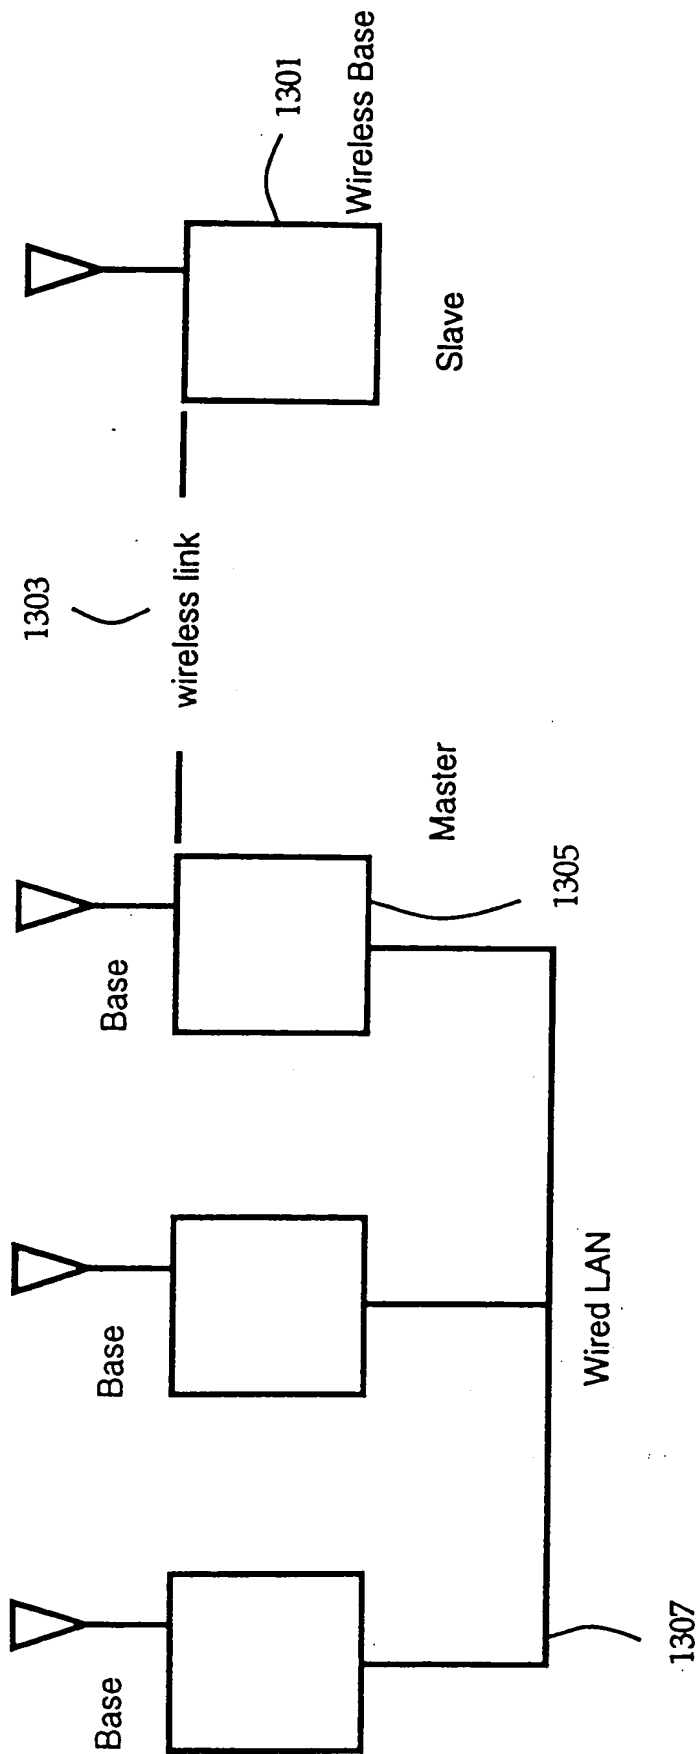 1303
1301
wireless link
Wireless Base
Slave
Base
Base
Base
Master
1305
Wired LAN
1307